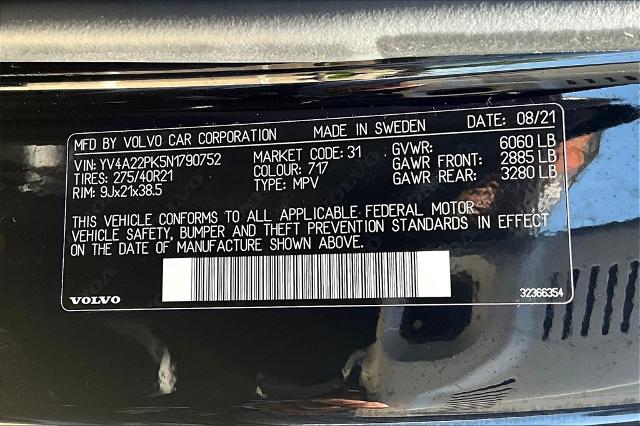 MFD BY VOLVO CAR CORPORATION MADE IN SWEDEN DATE: 08/21
VIN: YV4A22PK5N1790752 MARKET CODE: 31 GVWR: 6060 LB
TIRES: 275/40R21 COLOUR: 717 GAWR FRONT: 2885 LB
RIM: 9Jx21x38.5 TYPE: MPV GAWR REAR: 3280 LB
THIS VEHICLE CONFORMS TO ALL APPLICABLE FEDERAL MOTOR
VEHICLE SAFETY, BUMPER AND THEFT PREVENTION STANDARDS IN EFFECT
ON THE DATE OF MANUFACTURE SHOWN ABOVE.
VOLVO 32366354